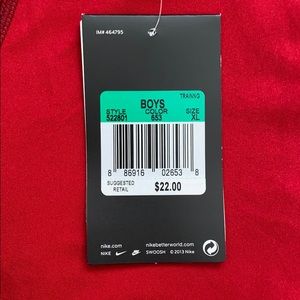 IM# 464795
TRAINNG
BOYS
STYLE COLOR SIZE
522801 653 XL
8 86916 02653 8
SUGGESTED
RETAIL
$22.00
nike.com nikebetterworld.com
NIKE SWOOSH © 2013 Nike